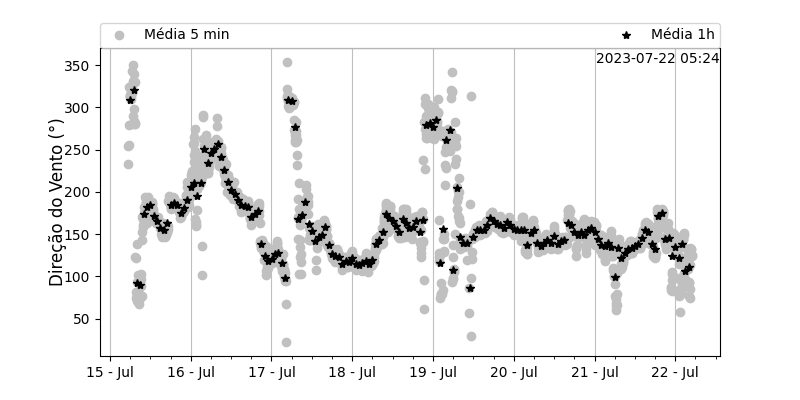 Média 5 min
Média 1h
2023-07-22 05:24
Direção do Vento (°)
350
300
250
200
150
100
50
15 - Jul
16 - Jul
17 - Jul
18 - Jul
19 - Jul
20 - Jul
21 - Jul
22 - Jul